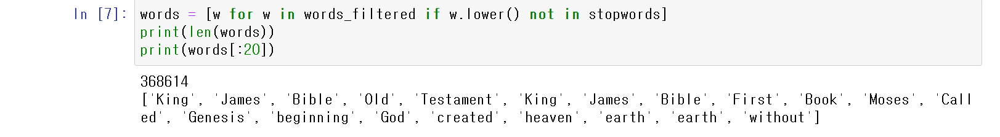 In [7]: words = [w for w in words_filtered if w.lower() not in stopwords]
print(len(words))
print(words[:20])
368614
['King', 'James', 'Bible', 'Old', 'Testament', 'King', 'James', 'Bible', 'First', 'Book', 'Moses', 'Call
ed', 'Genesis', 'beginning', 'God', 'created', 'heaven', 'earth', 'earth', 'without']